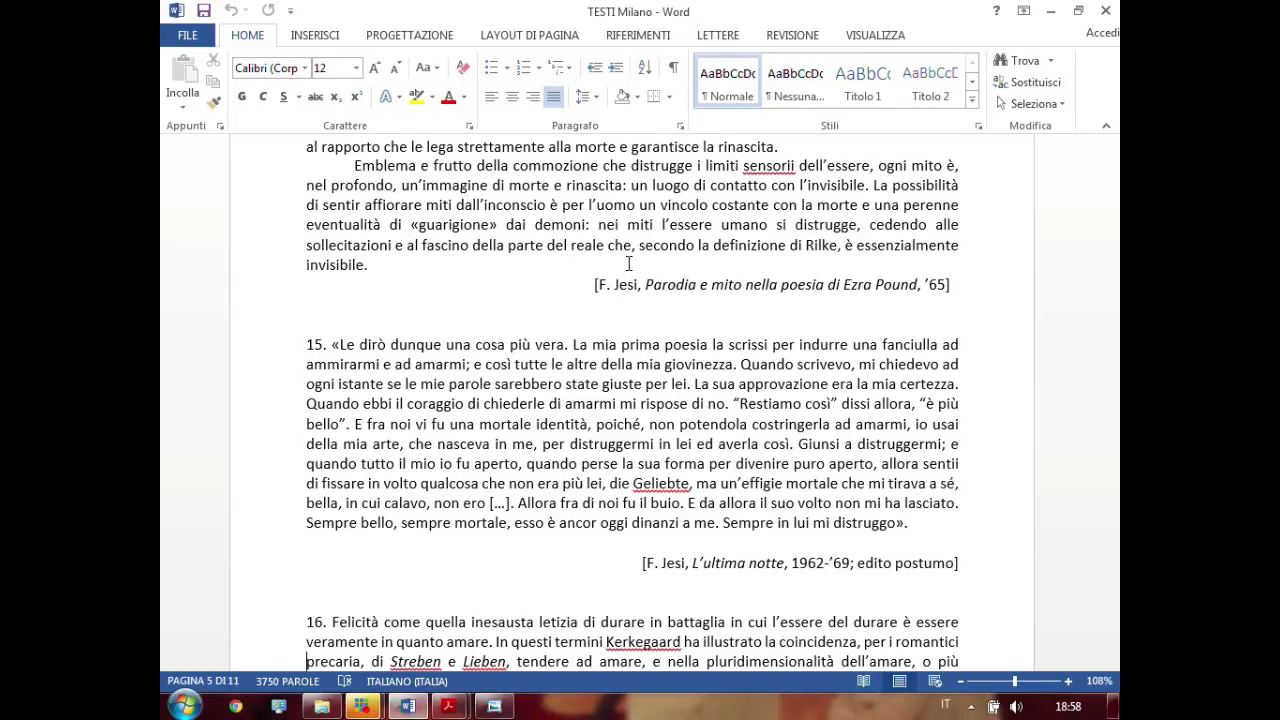 TESTI Milano - Word
FILE HOME INSERISCI PROGETTAZIONE LAYOUT DI PAGINA RIFERIMENTI LETTERE REVISIONE VISUALIZZA Accedi
Incolla
Calibri (Corp 12
AaBbCcDc AaBbCcDc AaBbCc AaBbCcD
¶ Normale ¶ Nessuna... Titolo 1 Titolo 2
Trova
Sostituisci
Seleziona
G C S abc x₂ x²
Appunti Carattere Paragrafo Stili Modifica
al rapporto che le lega strettamente alla morte e garantisce la rinascita.
Emblema e frutto della commozione che distrugge i limiti sensorii dell’essere, ogni mito è,
nel profondo, un’immagine di morte e rinascita: un luogo di contatto con l’invisibile. La possibilità
di sentir affiorare miti dall’inconscio è per l’uomo un vincolo costante con la morte e una perenne
eventualità di «guarigione» dai demoni: nei miti l’essere umano si distrugge, cedendo alle
sollecitazioni e al fascino della parte del reale che, secondo la definizione di Rilke, è essenzialmente
invisibile.
[F. Jesi, Parodia e mito nella poesia di Ezra Pound, ’65]
15. «Le dirò dunque una cosa più vera. La mia prima poesia la scrissi per indurre una fanciulla ad
ammirarmi e ad amarmi; e così tutte le altre della mia giovinezza. Quando scrivevo, mi chiedevo ad
ogni istante se le mie parole sarebbero state giuste per lei. La sua approvazione era la mia certezza.
Quando ebbi il coraggio di chiederle di amarmi mi rispose di no. “Restiamo così” dissi allora, “è più
bello”. E fra noi vi fu una mortale identità, poiché, non potendola costringerla ad amarmi, io usai
della mia arte, che nasceva in me, per distruggermi in lei ed averla così. Giunsi a distruggermi; e
quando tutto il mio io fu aperto, quando perse la sua forma per divenire puro aperto, allora sentii
di fissare in volto qualcosa che non era più lei, die Geliebte, ma un’effigie mortale che mi tirava a sé,
bella, in cui calavo, non ero […]. Allora fra di noi fu il buio. E da allora il suo volto non mi ha lasciato.
Sempre bello, sempre mortale, esso è ancor oggi dinanzi a me. Sempre in lui mi distruggo».
[F. Jesi, L’ultima notte, 1962-’69; edito postumo]
16. Felicità come quella inesausta letizia di durare in battaglia in cui l’essere del durare è essere
veramente in quanto amare. In questi termini Kerkegaard ha illustrato la coincidenza, per i romantici
precaria, di Streben e Lieben, tendere ad amare, e nella pluridimensionalità dell’amare, o più
PAGINA 5 DI 11 3750 PAROLE ITALIANO (ITALIA) 108%
IT 18:58